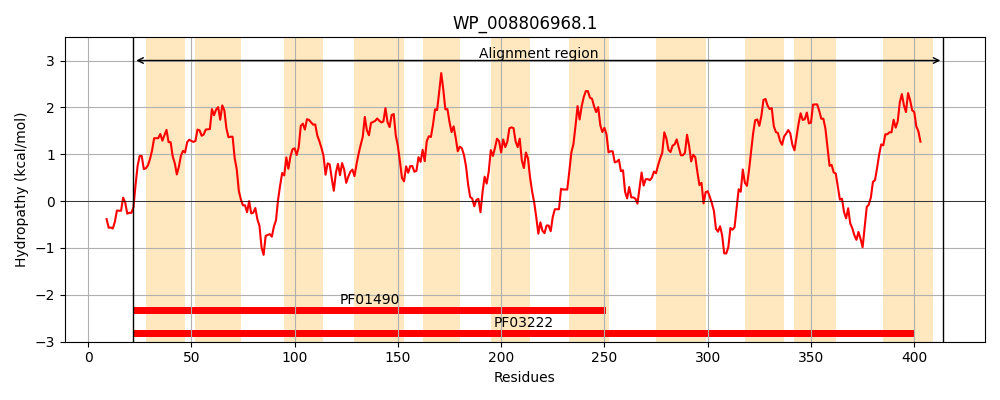 WP_008806968.1
Alignment region
3
2
1
0
−1
−2
−3
Hydropathy (kcal/mol)
PF01490
PF03222
0 50 100 150 200 250 300 350 400
Residues